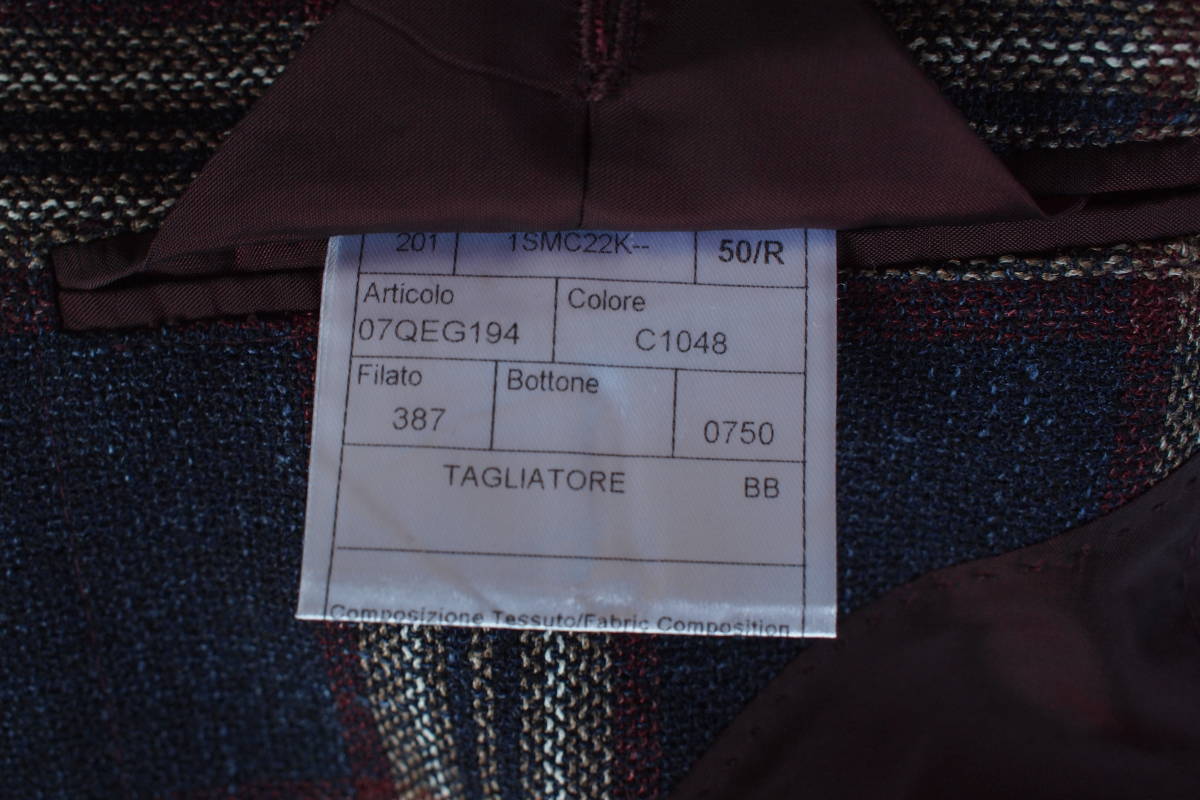 201 1SMC22K-- 50/R
Articolo Colore
07QEG194 C1048
Filato Bottone
387 0750
TAGLIATORE BB
Composizione Tessuto/Fabric Composition